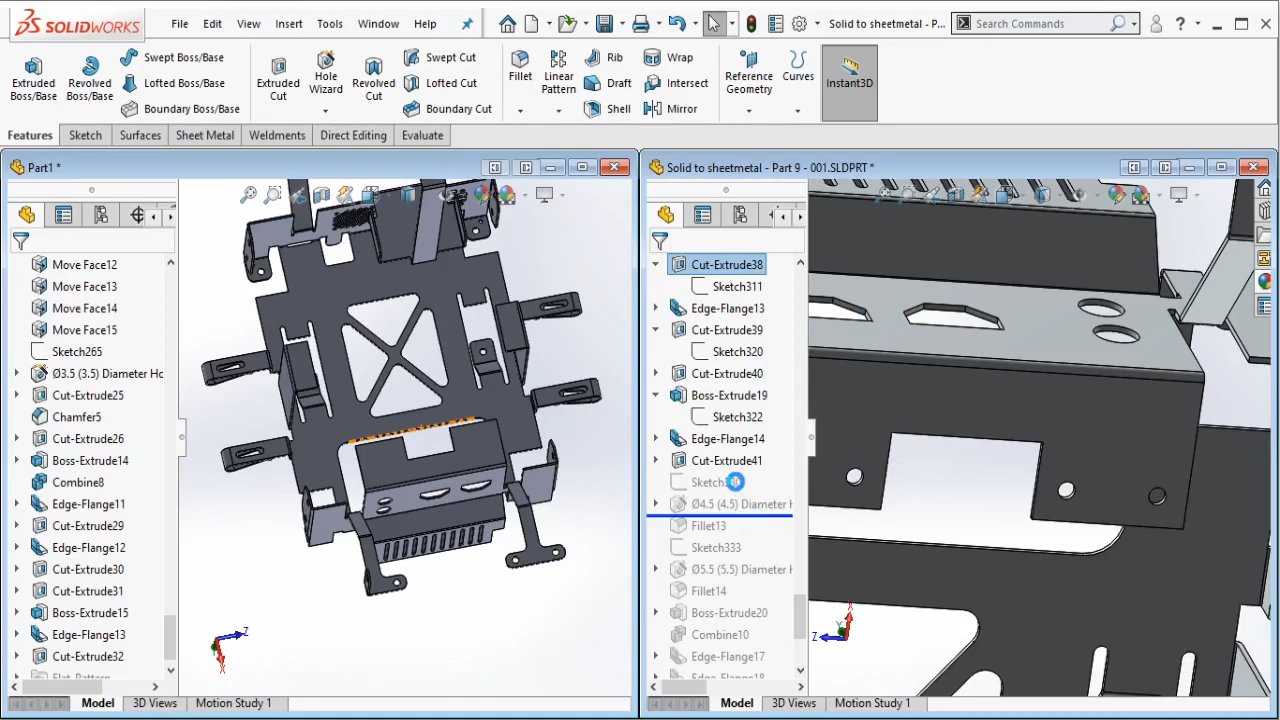 SOLIDWORKS
File Edit View Insert Tools Window Help
Solid to sheetmetal - P...
Search Commands
?
Extruded Boss/Base
Revolved Boss/Base
Swept Boss/Base
Lofted Boss/Base
Boundary Boss/Base
Extruded Cut
Hole Wizard
Revolved Cut
Swept Cut
Lofted Cut
Boundary Cut
Fillet
Linear Pattern
Rib
Draft
Shell
Wrap
Intersect
Mirror
Reference Geometry
Curves
Instant3D
Features Sketch Surfaces Sheet Metal Weldments Direct Editing Evaluate
Part1 *
Move Face12
Move Face13
Move Face14
Move Face15
Sketch265
Ø3.5 (3.5) Diameter Ho
Cut-Extrude25
Chamfer5
Cut-Extrude26
Boss-Extrude14
Combine8
Edge-Flange11
Cut-Extrude29
Edge-Flange12
Cut-Extrude30
Cut-Extrude31
Boss-Extrude15
Edge-Flange13
Cut-Extrude32
Flat-Pattern
Z
X
Model 3D Views Motion Study 1
Solid to sheetmetal - Part 9 - 001.SLDPRT *
Cut-Extrude38
Sketch311
Edge-Flange13
Cut-Extrude39
Sketch320
Cut-Extrude40
Boss-Extrude19
Sketch322
Edge-Flange14
Cut-Extrude41
Ø4.5 (4.5) Diameter H
Fillet13
Sketch333
Ø5.5 (5.5) Diameter H
Fillet14
Boss-Extrude20
Combine10
Edge-Flange17
Edge-Flange18
X
Y
Z
Model 3D Views Motion Study 1